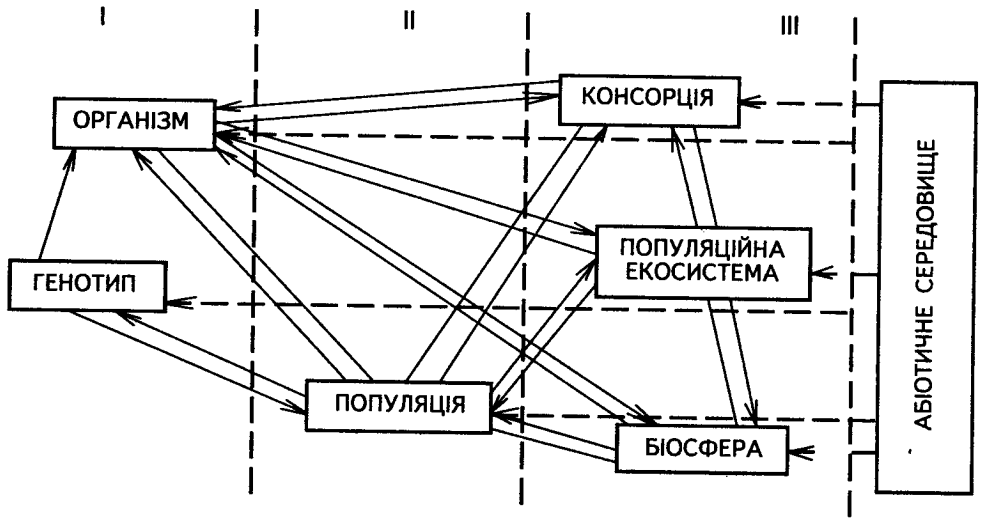 I
II
III
ОРГАНІЗМ
КОНСОРЦІЯ
ПОПУЛЯЦІЙНА
ЕКОСИСТЕМА
ГЕНОТИП
ПОПУЛЯЦІЯ
БІОСФЕРА
АБІОТИЧНЕ СЕРЕДОВИЩЕ